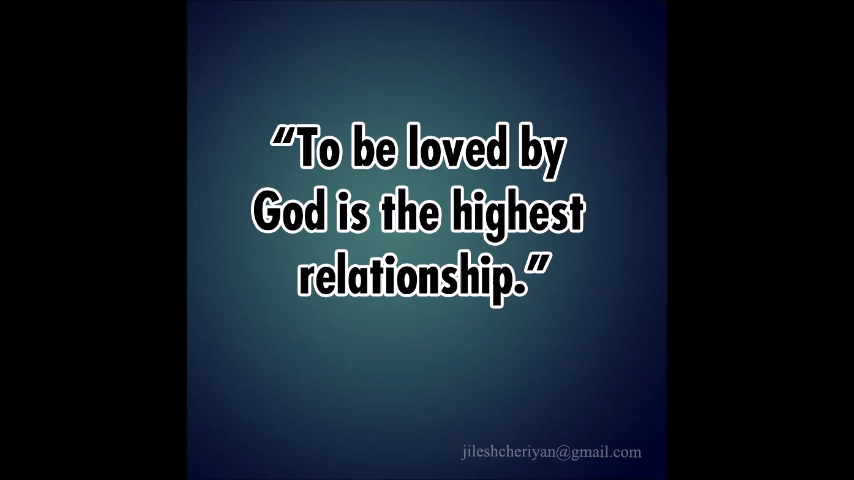 “To be loved by
God is the highest
relationship.”
jileshcheriyan@gmail.com